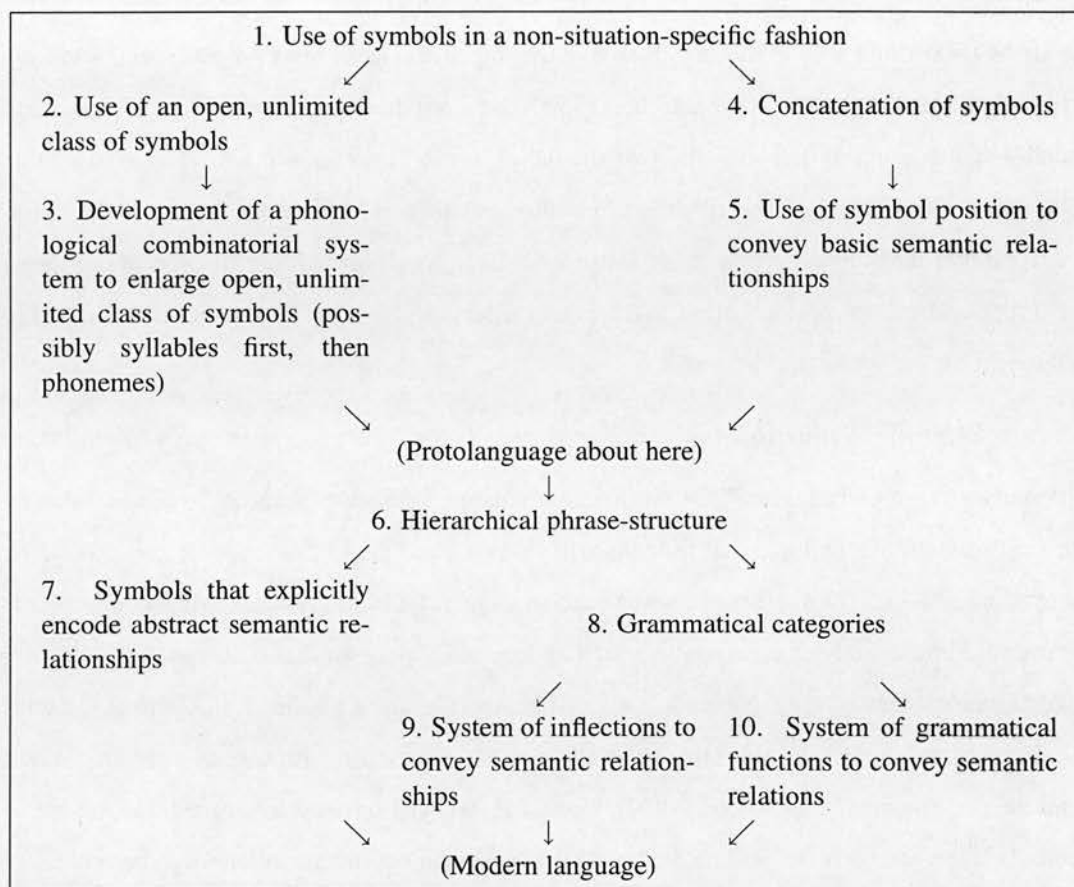 1. Use of symbols in a non-situation-specific fashion
↙ ↘
2. Use of an open, unlimited
class of symbols
4. Concatenation of symbols
↓ ↓
3. Development of a phono-
logical combinatorial sys-
tem to enlarge open, unlim-
ited class of symbols (pos-
sibly syllables first, then
phonemes)
5. Use of symbol position to
convey basic semantic rela-
tionships
↘ ↙
(Protolanguage about here)
↓
6. Hierarchical phrase-structure
↙ ↘
7. Symbols that explicitly
encode abstract semantic re-
lationships
8. Grammatical categories
↙ ↘
9. System of inflections to
convey semantic relation-
ships
10. System of grammatical
functions to convey semantic
relations
↘ ↓ ↙
(Modern language)